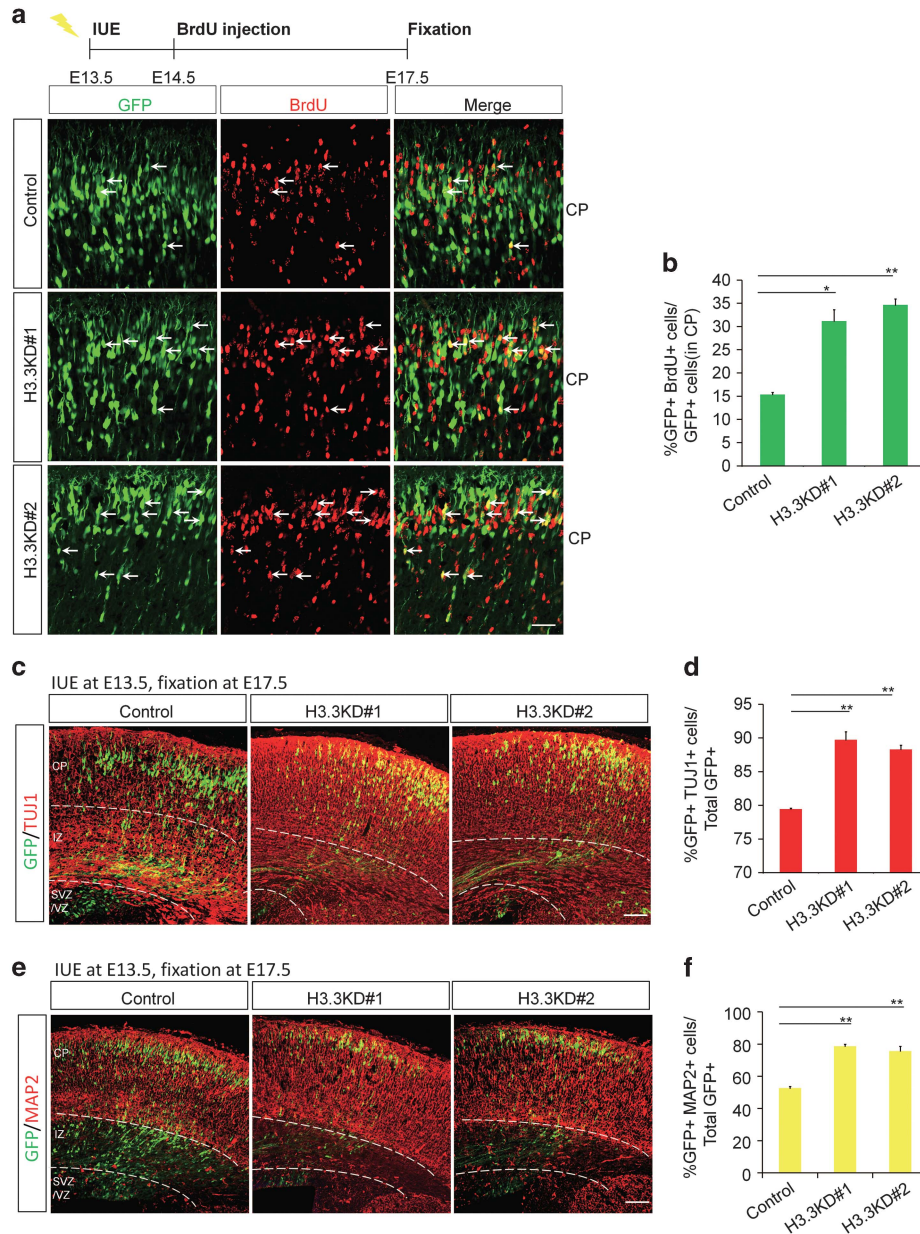 a
IUE BrdU injection Fixation
E13.5 E14.5 E17.5
GFP BrdU Merge
Control
CP
H3.3KD#1
CP
H3.3KD#2
CP
b
%GFP+ BrdU+ cells/
GFP+ cells(in CP)
40
35
30
25
20
15
10
5
0
*
**
Control
H3.3KD#1
H3.3KD#2
c
IUE at E13.5, fixation at E17.5
Control H3.3KD#1 H3.3KD#2
GFP/TUJ1
CP
IZ
SVZ
/VZ
d
%GFP+ TUJ1+ cells/
Total GFP+
95
90
85
80
75
70
**
**
Control
H3.3KD#1
H3.3KD#2
e
IUE at E13.5, fixation at E17.5
Control H3.3KD#1 H3.3KD#2
GFP/MAP2
CP
IZ
SVZ
/VZ
f
%GFP+ MAP2+ cells/
Total GFP+
100
80
60
40
20
0
**
**
Control
H3.3KD#1
H3.3KD#2